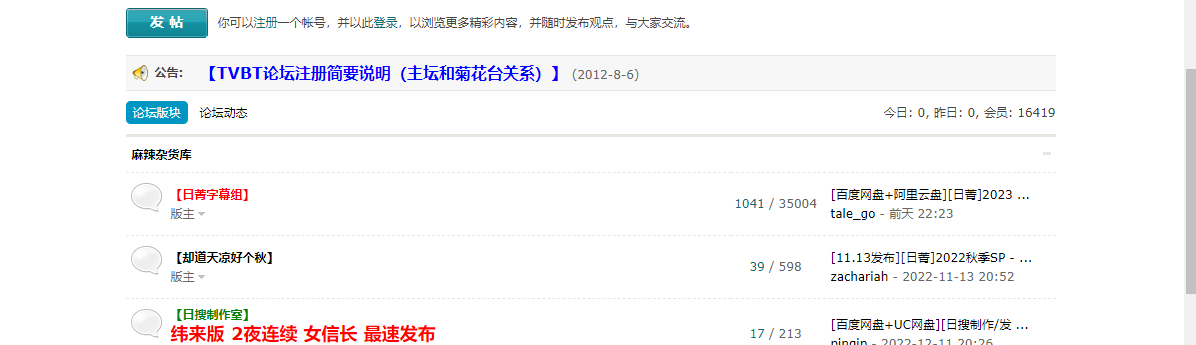 发 帖 你可以注册一个帐号，并以此登录，以浏览更多精彩内容，并随时发布观点，与大家交流。
公告: 【TVBT论坛注册简要说明（主坛和菊花台关系）】 (2012-8-6)
论坛版块 论坛动态 今日: 0, 昨日: 0, 会员: 16419
麻辣杂货库
【日菁字幕组】 1041 / 35004 [百度网盘+阿里云盘][日菁]2023 ...
版主 tale_go - 前天 22:23
【却道天凉好个秋】 39 / 598 [11.13发布][日菁]2022秋季SP - ...
版主 zachariah - 2022-11-13 20:52
【日搜制作室】
纬来版 2夜连续 女信长 最速发布 17 / 213 [百度网盘+UC网盘][日搜制作/发 ...
pingip - 2022-12-11 20:26